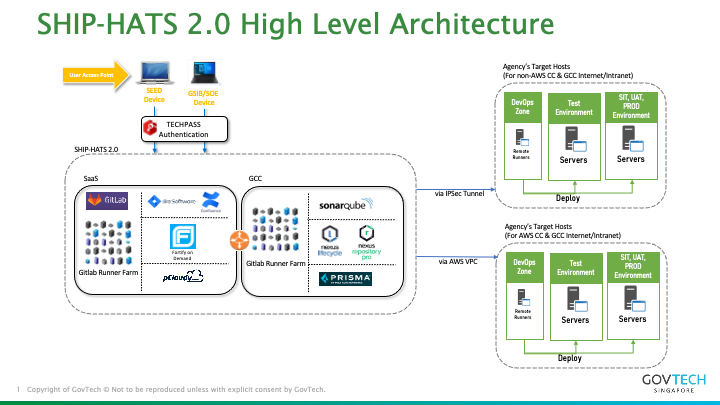 SHIP-HATS 2.0 High Level Architecture
User Access Point
SEED
Device
GSIB/SOE
Device
TECHPASS
Authentication
SHIP-HATS 2.0
SaaS
GitLab
Gitlab Runner Farm
Jira Software
Confluence
Fortify on
Demand
pCloudy
GCC
Gitlab Runner Farm
sonarqube
nexus
lifecycle
nexus
repository
pro
PRISMA
via IPSec Tunnel
via AWS VPC
Agency's Target Hosts
(For non-AWS CC & GCC Internet/Intranet)
DevOps
Zone
Remote
Runners
Test
Environment
Servers
SIT, UAT,
PROD
Environment
Servers
Deploy
Agency's Target Hosts
(For AWS CC & GCC Internet/Intranet)
DevOps
Zone
Remote
Runners
Test
Environment
Servers
SIT, UAT,
PROD
Environment
Servers
Deploy
1 Copyright of GovTech © Not to be reproduced unless with explicit consent by GovTech.
GOVTECH
SINGAPORE